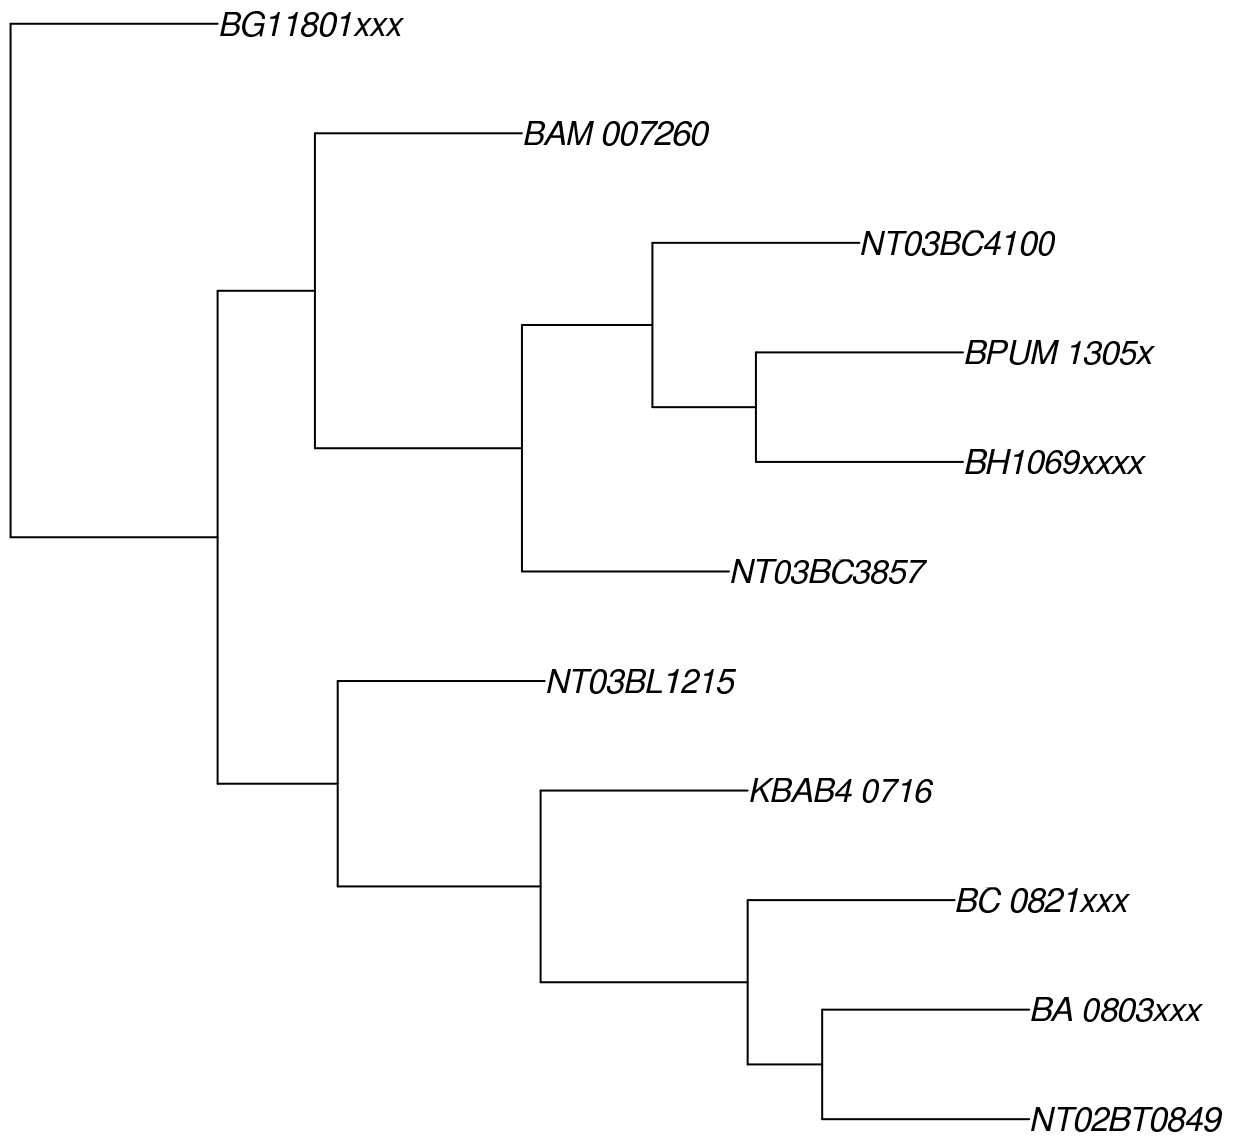 BG11801xxx
BAM 007260
NT03BC4100
BPUM 1305x
BH1069xxxx
NT03BC3857
NT03BL1215
KBAB4 0716
BC 0821xxx
BA 0803xxx
NT02BT0849